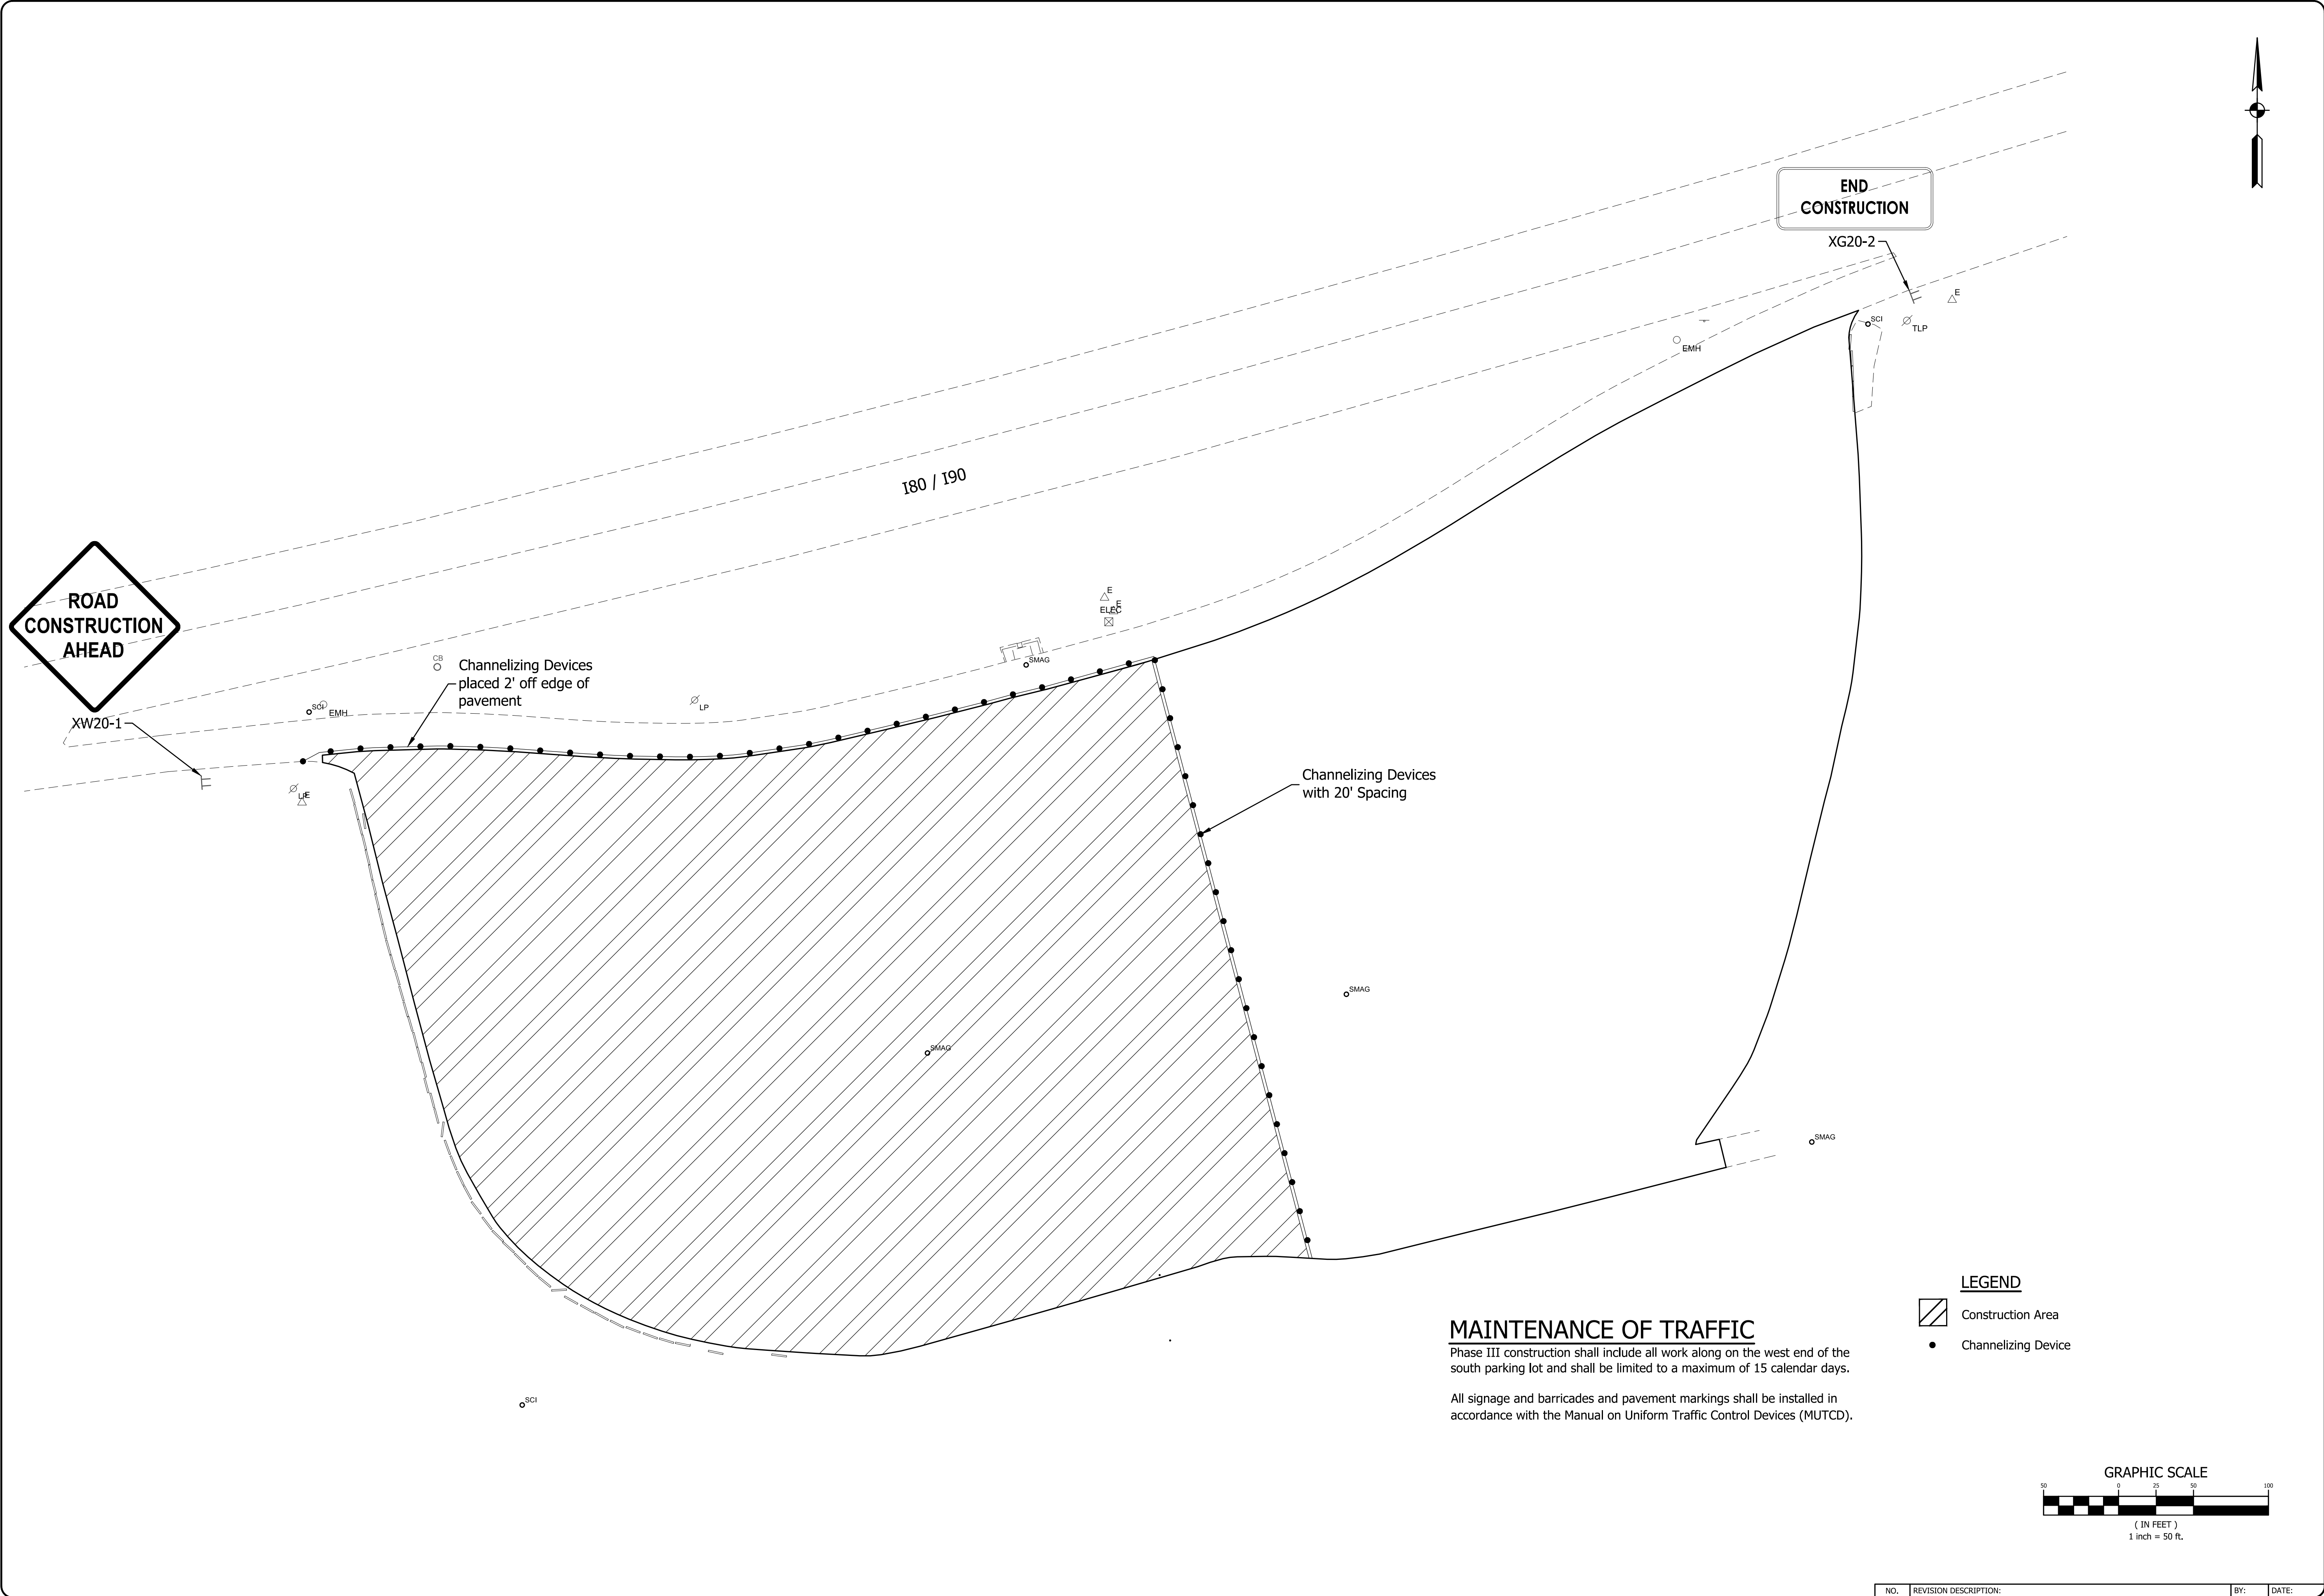 END
CONSTRUCTION
XG20-2
E
SCI
TLP
EMH
I80 / I90
ROAD
CONSTRUCTION
AHEAD
XW20-1
E
E
ELEC
CB
Channelizing Devices
placed 2' off edge of
pavement
SMAG
SCI
EMH
LP
LP
E
Channelizing Devices
with 20' Spacing
SMAG
SMAG
SMAG
SCI
LEGEND
Construction Area
Channelizing Device
MAINTENANCE OF TRAFFIC
Phase III construction shall include all work along on the west end of the
south parking lot and shall be limited to a maximum of 15 calendar days.
All signage and barricades and pavement markings shall be installed in
accordance with the Manual on Uniform Traffic Control Devices (MUTCD).
GRAPHIC SCALE
50 0 25 50 100
( IN FEET )
1 inch = 50 ft.
NO. REVISION DESCRIPTION: BY: DATE: